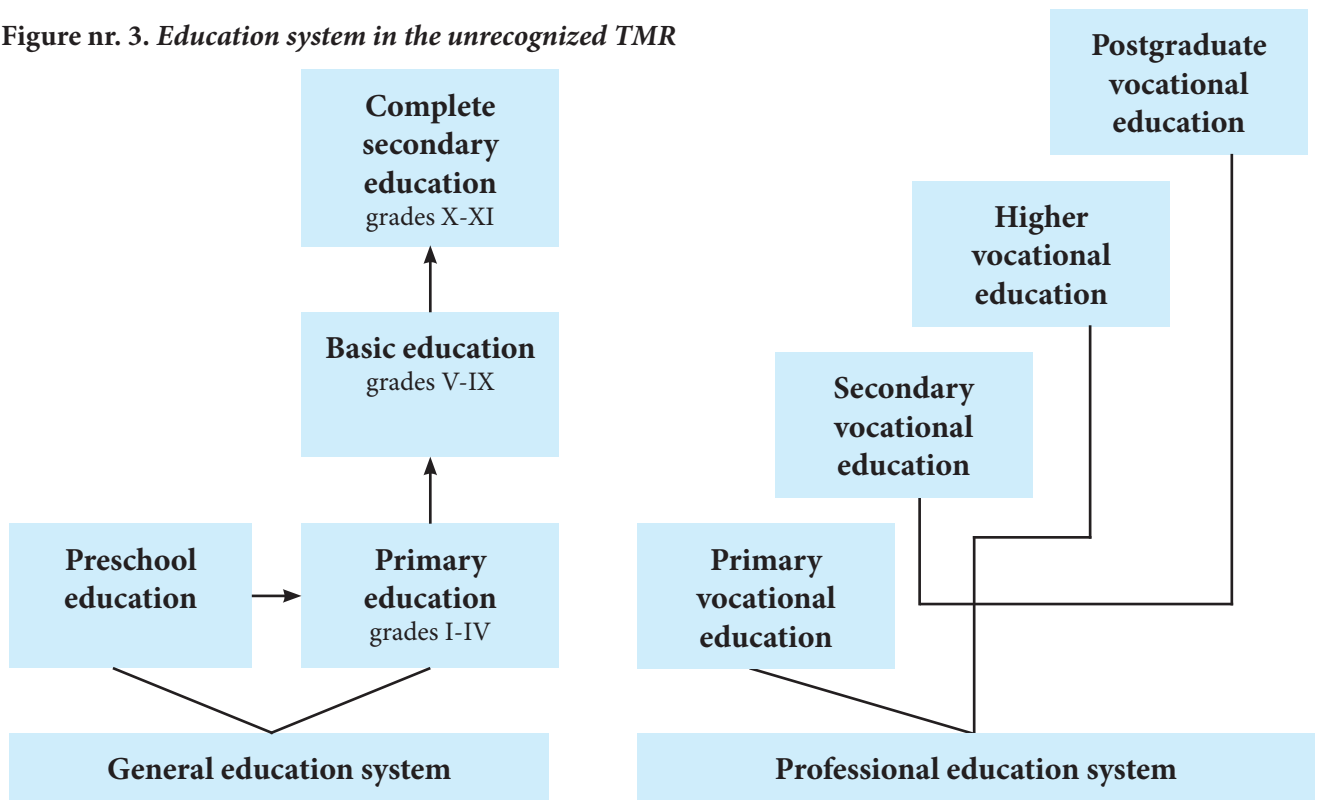 Figure nr. 3. Education system in the unrecognized TMR
Complete
secondary
education
grades X-XI
Basic education
grades V-IX
Preschool
education
Primary
education
grades I-IV
General education system
Postgraduate
vocational
education
Higher
vocational
education
Secondary
vocational
education
Primary
vocational
education
Professional education system